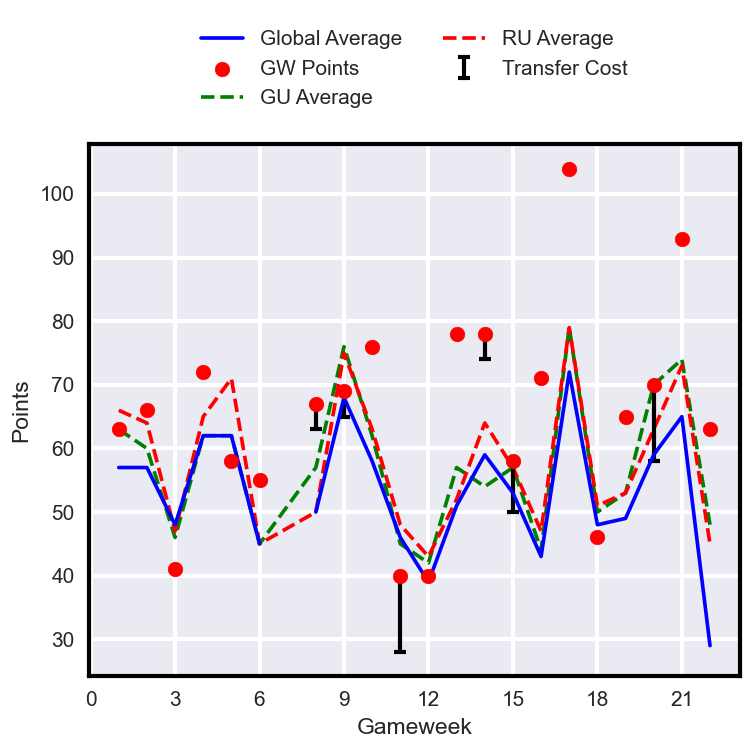 Global Average
GW Points
GU Average
RU Average
Transfer Cost
Points
100
90
80
70
60
50
40
30
0 3 6 9 12 15 18 21
Gameweek